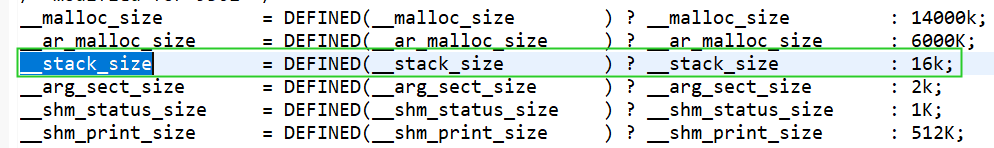 __malloc_size = DEFINED(__malloc_size ) ? __malloc_size : 14000k;
__ar_malloc_size = DEFINED(__ar_malloc_size ) ? __ar_malloc_size : 6000K;
__stack_size = DEFINED(__stack_size ) ? __stack_size : 16k;
__arg_sect_size = DEFINED(__arg_sect_size ) ? __arg_sect_size : 2k;
__shm_status_size = DEFINED(__shm_status_size ) ? __shm_status_size : 1K;
__shm_print_size = DEFINED(__shm_print_size ) ? __shm_print_size : 512K;